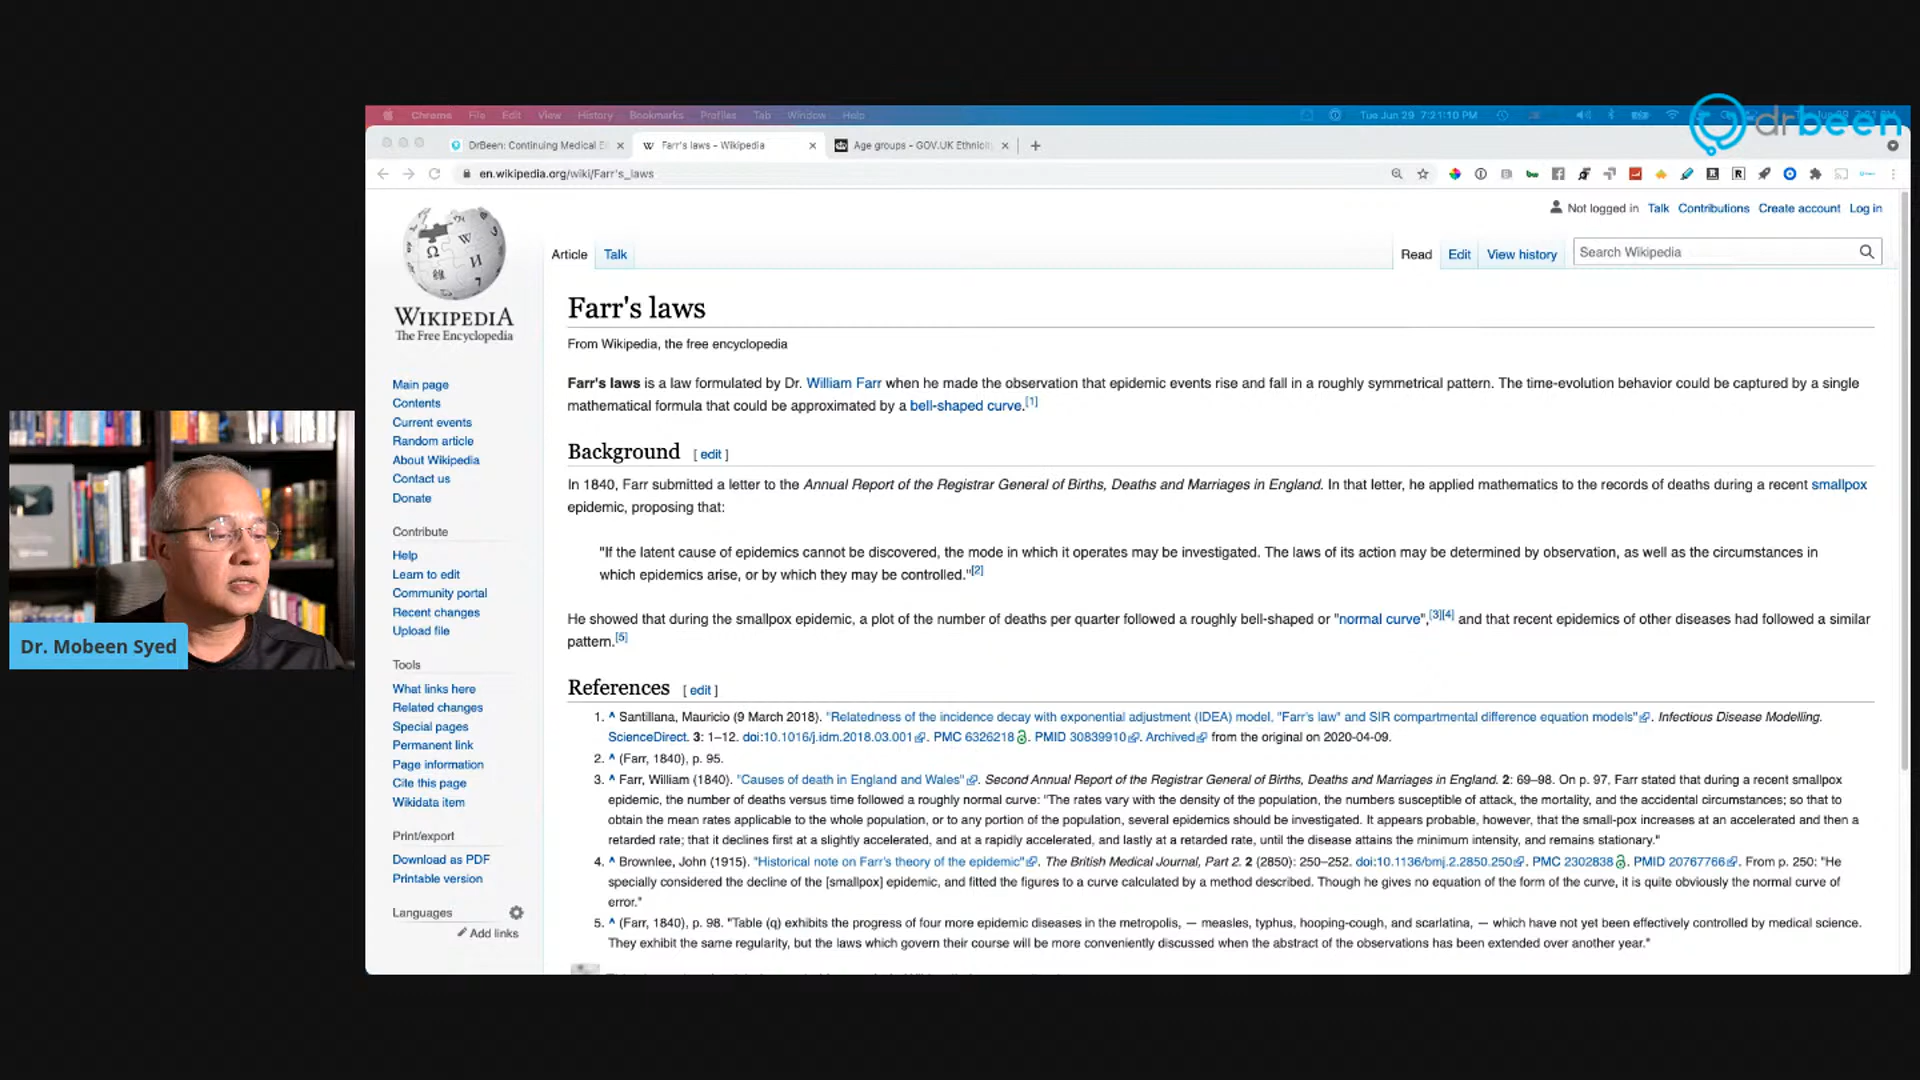 Chrome File Edit View History Bookmarks Profiles Tab Window Help Tue Jun 29 7:21:10 PM
drbeen
DrBeen: Continuing Medical E
Farr's laws – Wikipedia
Age groups - GOV.UK Ethnicity
en.wikipedia.org/wiki/Farr's_laws
Not logged in Talk Contributions Create account Log in
Article Talk
Read Edit View history Search Wikipedia
WIKIPEDIA
The Free Encyclopedia
Main page
Contents
Current events
Random article
About Wikipedia
Contact us
Donate
Contribute
Help
Learn to edit
Community portal
Recent changes
Upload file
Tools
What links here
Related changes
Special pages
Permanent link
Page information
Cite this page
Wikidata item
Print/export
Download as PDF
Printable version
Languages
Add links
Farr's laws
From Wikipedia, the free encyclopedia
Farr's laws is a law formulated by Dr. William Farr when he made the observation that epidemic events rise and fall in a roughly symmetrical pattern. The time-evolution behavior could be captured by a single
mathematical formula that could be approximated by a bell-shaped curve.[1]
Background [ edit ]
In 1840, Farr submitted a letter to the Annual Report of the Registrar General of Births, Deaths and Marriages in England. In that letter, he applied mathematics to the records of deaths during a recent smallpox
epidemic, proposing that:
"If the latent cause of epidemics cannot be discovered, the mode in which it operates may be investigated. The laws of its action may be determined by observation, as well as the circumstances in
which epidemics arise, or by which they may be controlled."[2]
He showed that during the smallpox epidemic, a plot of the number of deaths per quarter followed a roughly bell-shaped or "normal curve",[3][4] and that recent epidemics of other diseases had followed a similar
pattern.[5]
References [ edit ]
1. ^ Santillana, Mauricio (9 March 2018). "Relatedness of the incidence decay with exponential adjustment (IDEA) model, "Farr's law" and SIR compartmental difference equation models". Infectious Disease Modelling.
ScienceDirect. 3: 1–12. doi:10.1016/j.idm.2018.03.001. PMC 6326218. PMID 30839910. Archived from the original on 2020-04-09.
2. ^ (Farr, 1840), p. 95.
3. ^ Farr, William (1840). "Causes of death in England and Wales". Second Annual Report of the Registrar General of Births, Deaths and Marriages in England. 2: 69–98. On p. 97, Farr stated that during a recent smallpox
epidemic, the number of deaths versus time followed a roughly normal curve: "The rates vary with the density of the population, the numbers susceptible of attack, the mortality, and the accidental circumstances; so that to
obtain the mean rates applicable to the whole population, or to any portion of the population, several epidemics should be investigated. It appears probable, however, that the small-pox increases at an accelerated and then a
retarded rate; that it declines first at a slightly accelerated, and at a rapidly accelerated, and lastly at a retarded rate, until the disease attains the minimum intensity, and remains stationary."
4. ^ Brownlee, John (1915). "Historical note on Farr's theory of the epidemic". The British Medical Journal, Part 2. 2 (2850): 250–252. doi:10.1136/bmj.2.2850.250. PMC 2302838. PMID 20767766. From p. 250: "He
specially considered the decline of the [smallpox] epidemic, and fitted the figures to a curve calculated by a method described. Though he gives no equation of the form of the curve, it is quite obviously the normal curve of
error."
5. ^ (Farr, 1840), p. 98. "Table (q) exhibits the progress of four more epidemic diseases in the metropolis, — measles, typhus, hooping-cough, and scarlatina, — which have not yet been effectively controlled by medical science.
They exhibit the same regularity, but the laws which govern their course will be more conveniently discussed when the abstract of the observations has been extended over another year."
Dr. Mobeen Syed